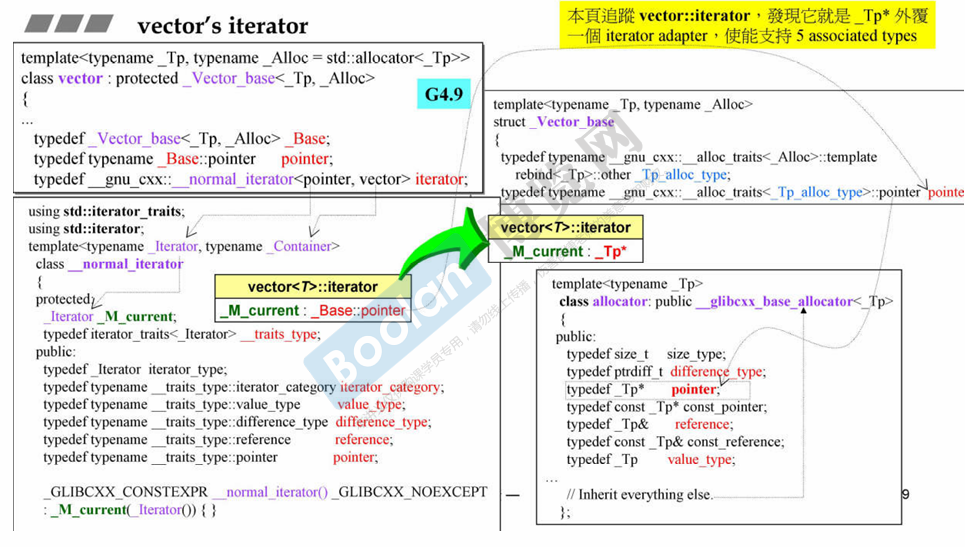 vector's iterator
本頁追蹤 vector::iterator，發現它就是 _Tp* 外覆
一個 iterator adapter，使能支持 5 associated types
template<typename _Tp, typename _Alloc = std::allocator<_Tp>>
class vector : protected _Vector_base<_Tp, _Alloc>
{
...
typedef _Vector_base<_Tp, _Alloc> _Base;
typedef typename _Base::pointer pointer;
typedef __gnu_cxx::__normal_iterator<pointer, vector> iterator;
G4.9
template<typename _Tp, typename _Alloc>
struct _Vector_base
{
typedef typename __gnu_cxx::__alloc_traits<_Alloc>::template
rebind<_Tp>::other _Tp_alloc_type;
typedef typename __gnu_cxx::__alloc_traits<_Tp_alloc_type>::pointer pointe
using std::iterator_traits;
using std::iterator;
template<typename _Iterator, typename _Container>
class __normal_iterator
{
protected:
_Iterator _M_current;
typedef iterator_traits<_Iterator> __traits_type;
public:
typedef _Iterator iterator_type;
typedef typename __traits_type::iterator_category iterator_category;
typedef typename __traits_type::value_type value_type;
typedef typename __traits_type::difference_type difference_type;
typedef typename __traits_type::reference reference;
typedef typename __traits_type::pointer pointer;
_GLIBCXX_CONSTEXPR __normal_iterator() _GLIBCXX_NOEXCEPT
: _M_current(_Iterator()) { }
vector<T>::iterator
_M_current : _Base::pointer
vector<T>::iterator
_M_current : _Tp*
template<typename _Tp>
class allocator: public __glibcxx_base_allocator<_Tp>
{
public:
typedef size_t size_type;
typedef ptrdiff_t difference_type;
typedef _Tp* pointer;
typedef const _Tp* const_pointer;
typedef _Tp& reference;
typedef const _Tp& const_reference;
typedef _Tp value_type;
...
// Inherit everything else.
};
9
Boolan
博览网